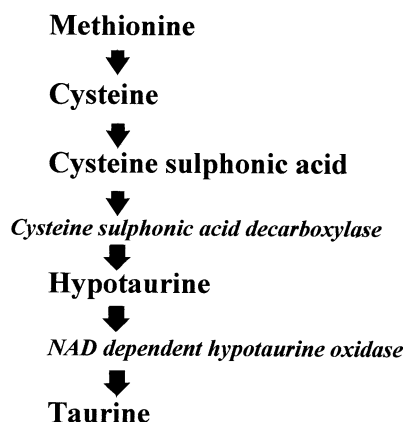 Methionine
Cysteine
Cysteine sulphonic acid
Cysteine sulphonic acid decarboxylase
Hypotaurine
NAD dependent hypotaurine oxidase
Taurine